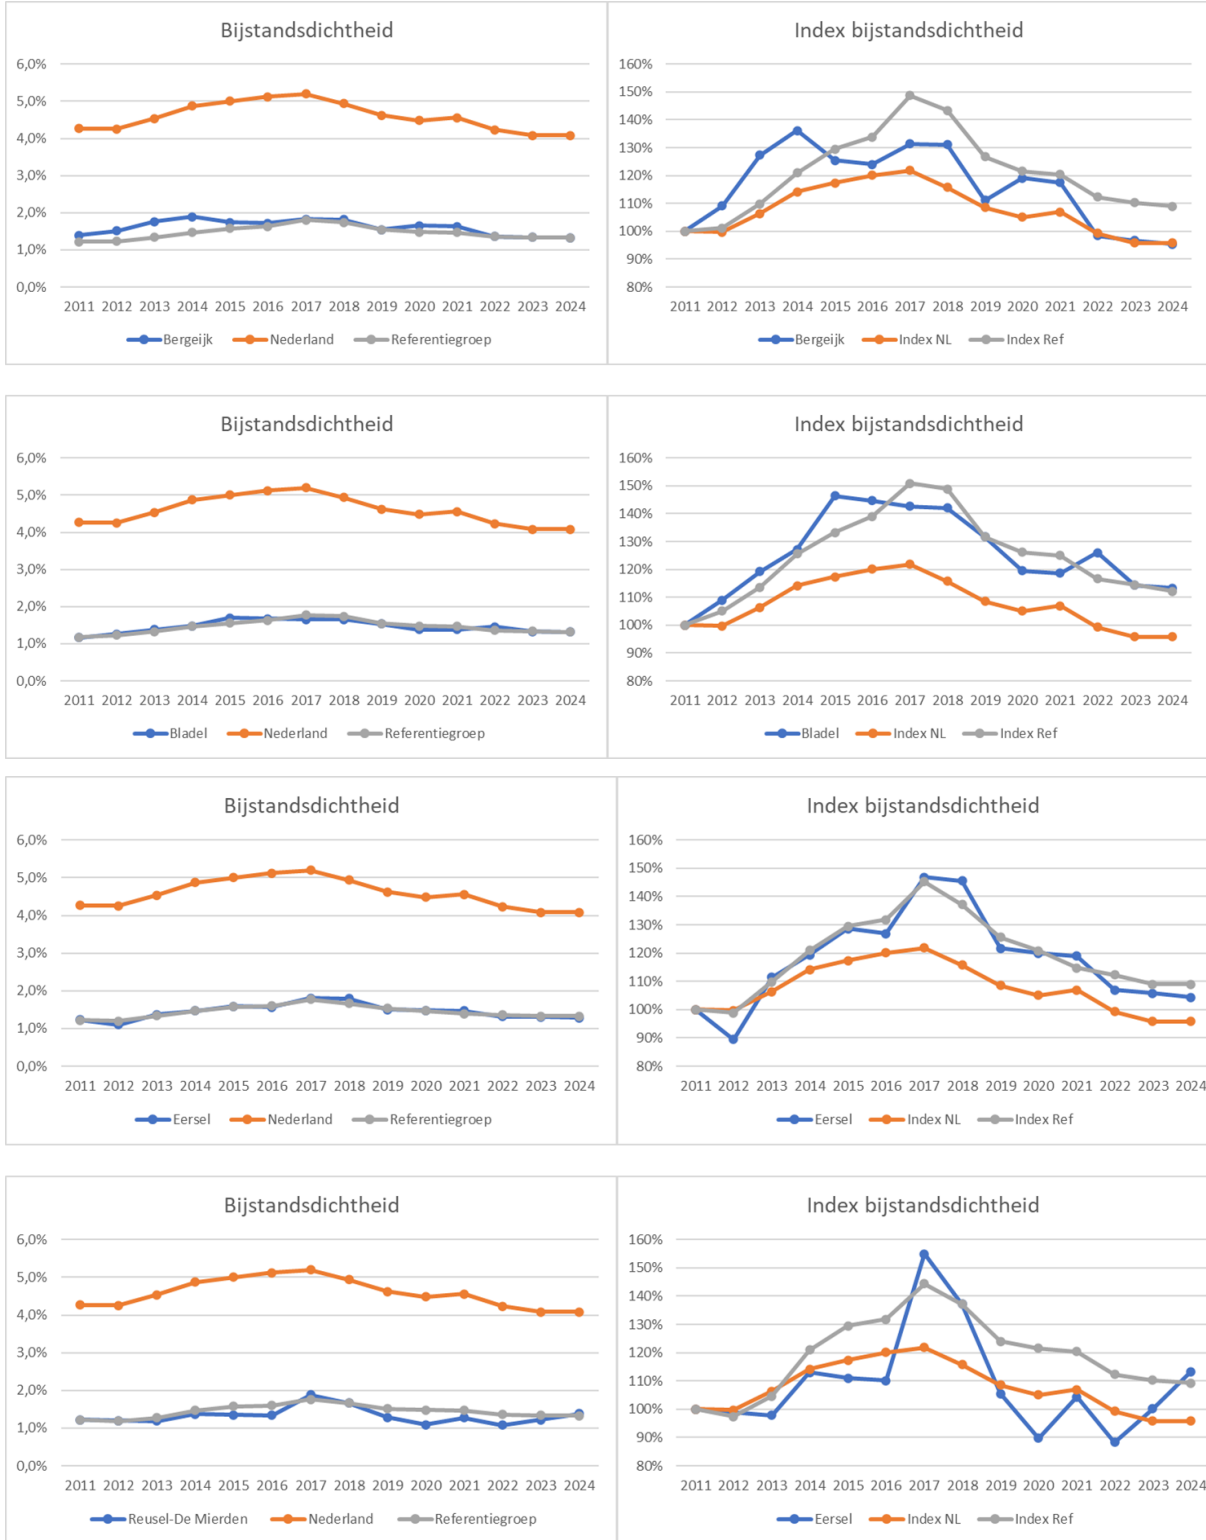 Bijstandsdichtheid
6,0%
5,0%
4,0%
3,0%
2,0%
1,0%
0,0%
2011 2012 2013 2014 2015 2016 2017 2018 2019 2020 2021 2022 2023 2024
Bergeijk Nederland Referentiegroep
Index bijstandsdichtheid
160%
150%
140%
130%
120%
110%
100%
90%
80%
2011 2012 2013 2014 2015 2016 2017 2018 2019 2020 2021 2022 2023 2024
Bergeijk Index NL Index Ref
Bijstandsdichtheid
6,0%
5,0%
4,0%
3,0%
2,0%
1,0%
0,0%
2011 2012 2013 2014 2015 2016 2017 2018 2019 2020 2021 2022 2023 2024
Bladel Nederland Referentiegroep
Index bijstandsdichtheid
160%
150%
140%
130%
120%
110%
100%
90%
80%
2011 2012 2013 2014 2015 2016 2017 2018 2019 2020 2021 2022 2023 2024
Bladel Index NL Index Ref
Bijstandsdichtheid
6,0%
5,0%
4,0%
3,0%
2,0%
1,0%
0,0%
2011 2012 2013 2014 2015 2016 2017 2018 2019 2020 2021 2022 2023 2024
Eersel Nederland Referentiegroep
Index bijstandsdichtheid
160%
150%
140%
130%
120%
110%
100%
90%
80%
2011 2012 2013 2014 2015 2016 2017 2018 2019 2020 2021 2022 2023 2024
Eersel Index NL Index Ref
Bijstandsdichtheid
6,0%
5,0%
4,0%
3,0%
2,0%
1,0%
0,0%
2011 2012 2013 2014 2015 2016 2017 2018 2019 2020 2021 2022 2023 2024
Reusel-De Mierden Nederland Referentiegroep
Index bijstandsdichtheid
160%
150%
140%
130%
120%
110%
100%
90%
80%
2011 2012 2013 2014 2015 2016 2017 2018 2019 2020 2021 2022 2023 2024
Eersel Index NL Index Ref